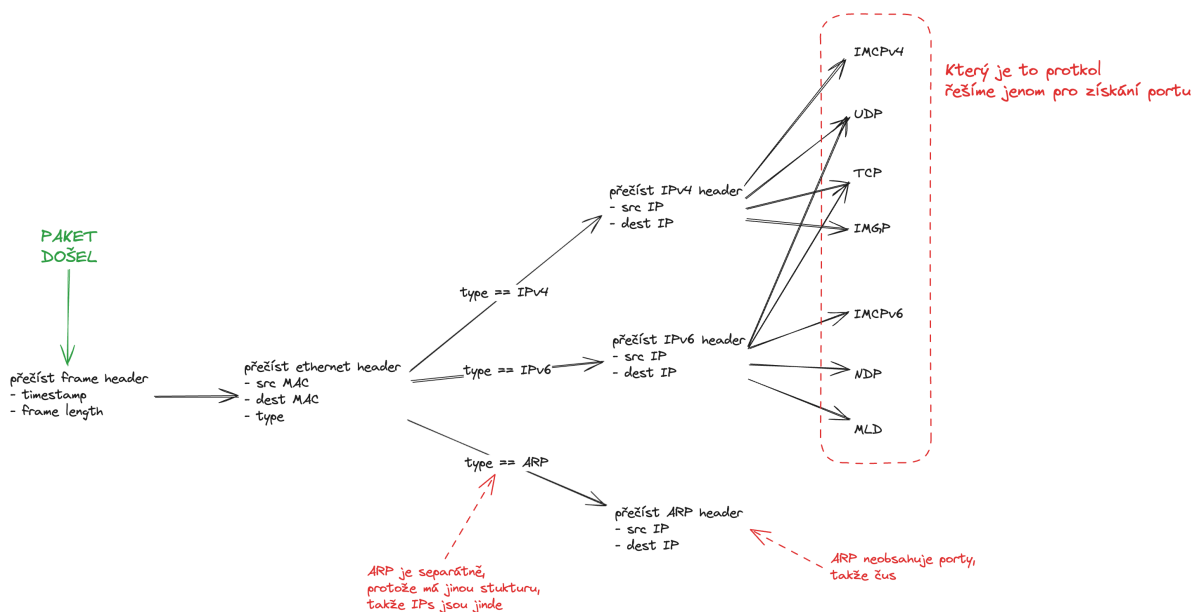 PAKET
DOŠEL
přečíst frame header
- timestamp
- frame length
přečíst ethernet header
- src MAC
- dest MAC
- type
type == IPv4
type == IPv6
type == ARP
přečíst IPv4 header
- src IP
- dest IP
přečíst IPv6 header
- src IP
- dest IP
přečíst ARP header
- src IP
- dest IP
IMCPv4
UDP
TCP
IMGP
IMCPv6
NDP
MLD
Který je to protkol
řešíme jenom pro získání portu
ARP je separátně,
protože má jinou stukturu,
takže IPs jsou jinde
ARP neobsahuje porty,
takže čus